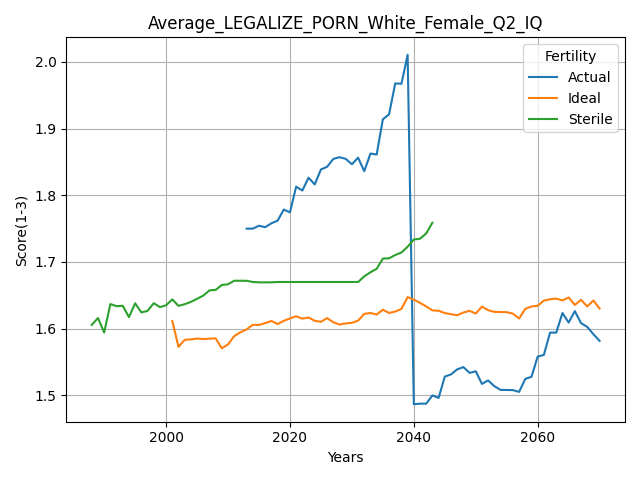 Average_LEGALIZE_PORN_White_Female_Q2_IQ
Fertility
Actual
Ideal
Sterile
Score(1-3)
2.0
1.9
1.8
1.7
1.6
1.5
2000 2020 2040 2060
Years